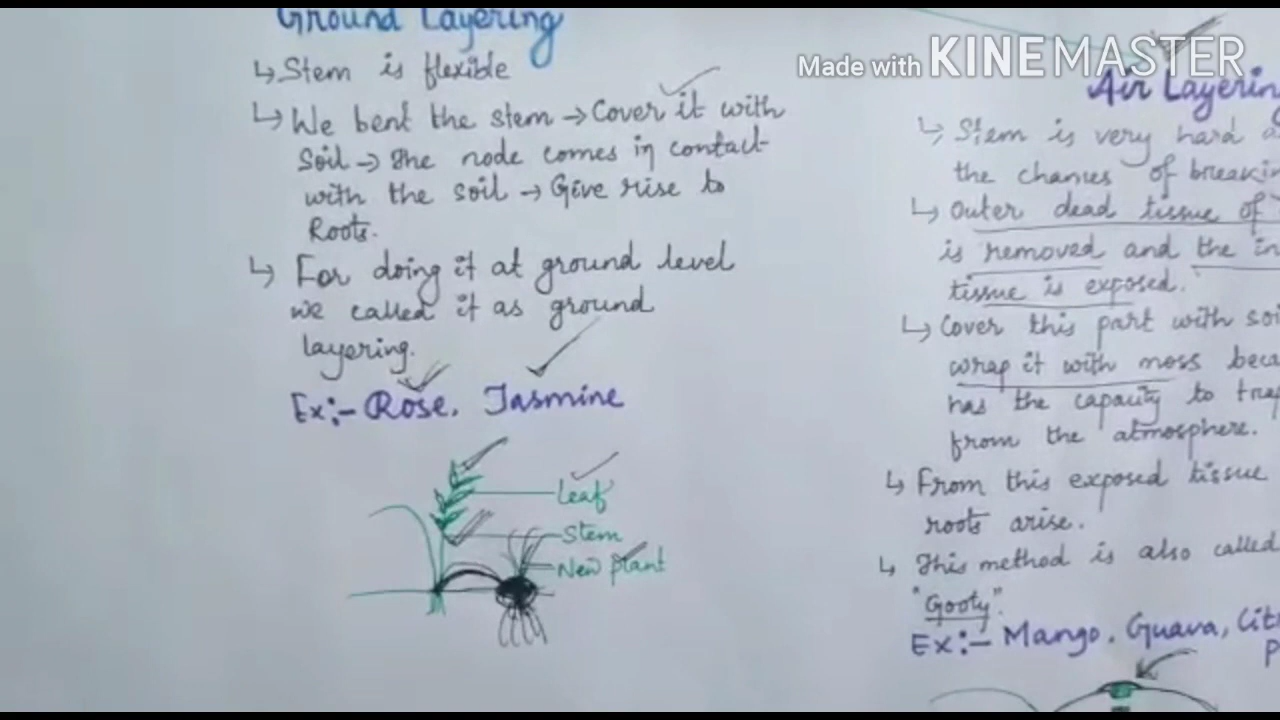 Ground Layering
↳ Stem is flexible
↳ We bent the stem → Cover it with
Soil → The node comes in contact
with the soil → Give rise to
Roots.
↳ For doing it at ground level
we called it as ground
layering.
Ex:- Rose, Jasmine
Leaf
Stem
New plant
Made with KINEMASTER
Air Layering
↳ Stem is very hard
the chances of
↳ Outer dead tissue of
is removed and the
tissue is exposed.
↳ Cover this part with
wrap it with moss
has the capacity to
from the atmosphere.
↳ From this exposed tissue
roots arise.
↳ This method is also called
"Gooty".
Ex:- Mango, Guava,